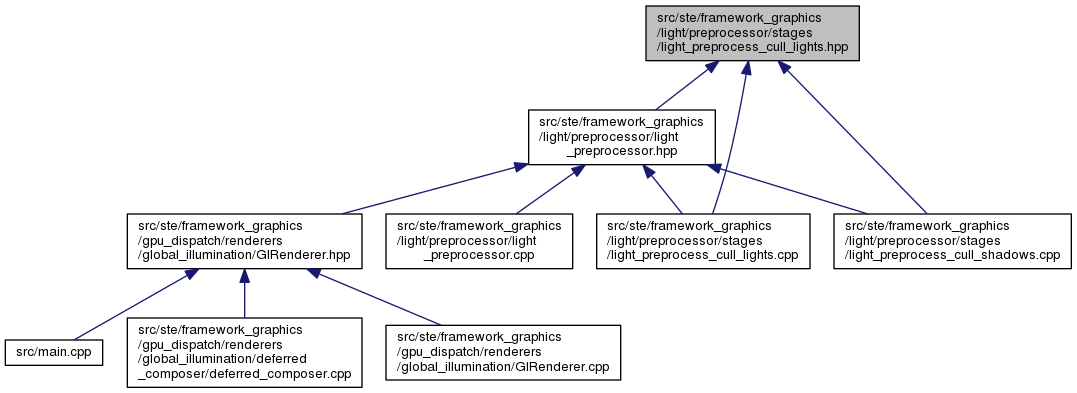 src/ste/framework_graphics
/light/preprocessor/stages
/light_preprocess_cull_lights.hpp
src/ste/framework_graphics
/light/preprocessor/light
_preprocessor.hpp
src/ste/framework_graphics
/gpu_dispatch/renderers
/global_illumination/GIRenderer.hpp
src/ste/framework_graphics
/light/preprocessor/light
_preprocessor.cpp
src/ste/framework_graphics
/light/preprocessor/stages
/light_preprocess_cull_lights.cpp
src/ste/framework_graphics
/light/preprocessor/stages
/light_preprocess_cull_shadows.cpp
src/main.cpp
src/ste/framework_graphics
/gpu_dispatch/renderers
/global_illumination/deferred
_composer/deferred_composer.cpp
src/ste/framework_graphics
/gpu_dispatch/renderers
/global_illumination/GIRenderer.cpp